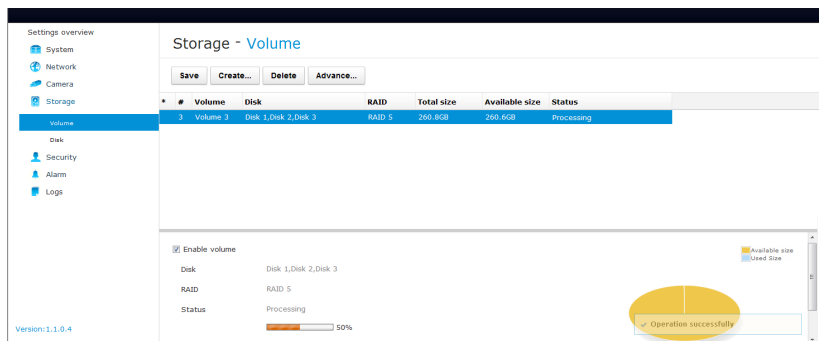 Settings overview
System
Network
Camera
Storage
Volume
Disk
Security
Alarm
Logs
Version:1.1.0.4
Storage - Volume
Save Create... Delete Advance...
* # Volume Disk RAID Total size Available size Status
3 Volume 3 Disk 1,Disk 2,Disk 3 RAID 5 260.8GB 260.6GB Processing
Enable volume
Disk Disk 1,Disk 2,Disk 3
RAID RAID 5
Status Processing
50%
Available size
Used Size
Operation successfully